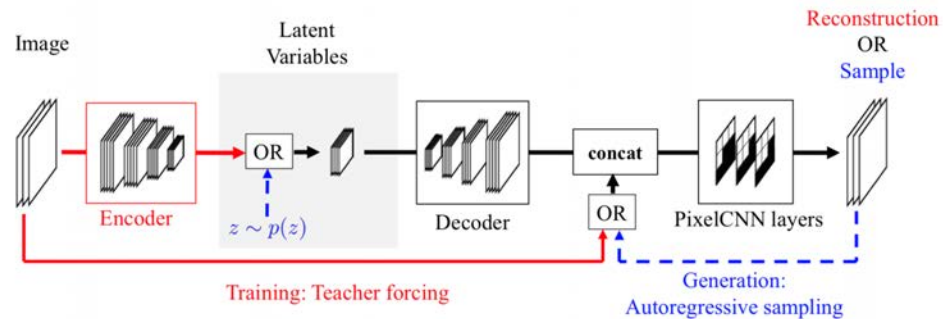 Image
Latent
Variables
Reconstruction
OR
Sample
OR
concat
Encoder
z ∼ p(z)
Decoder
OR
PixelCNN layers
Training: Teacher forcing
Generation:
Autoregressive sampling